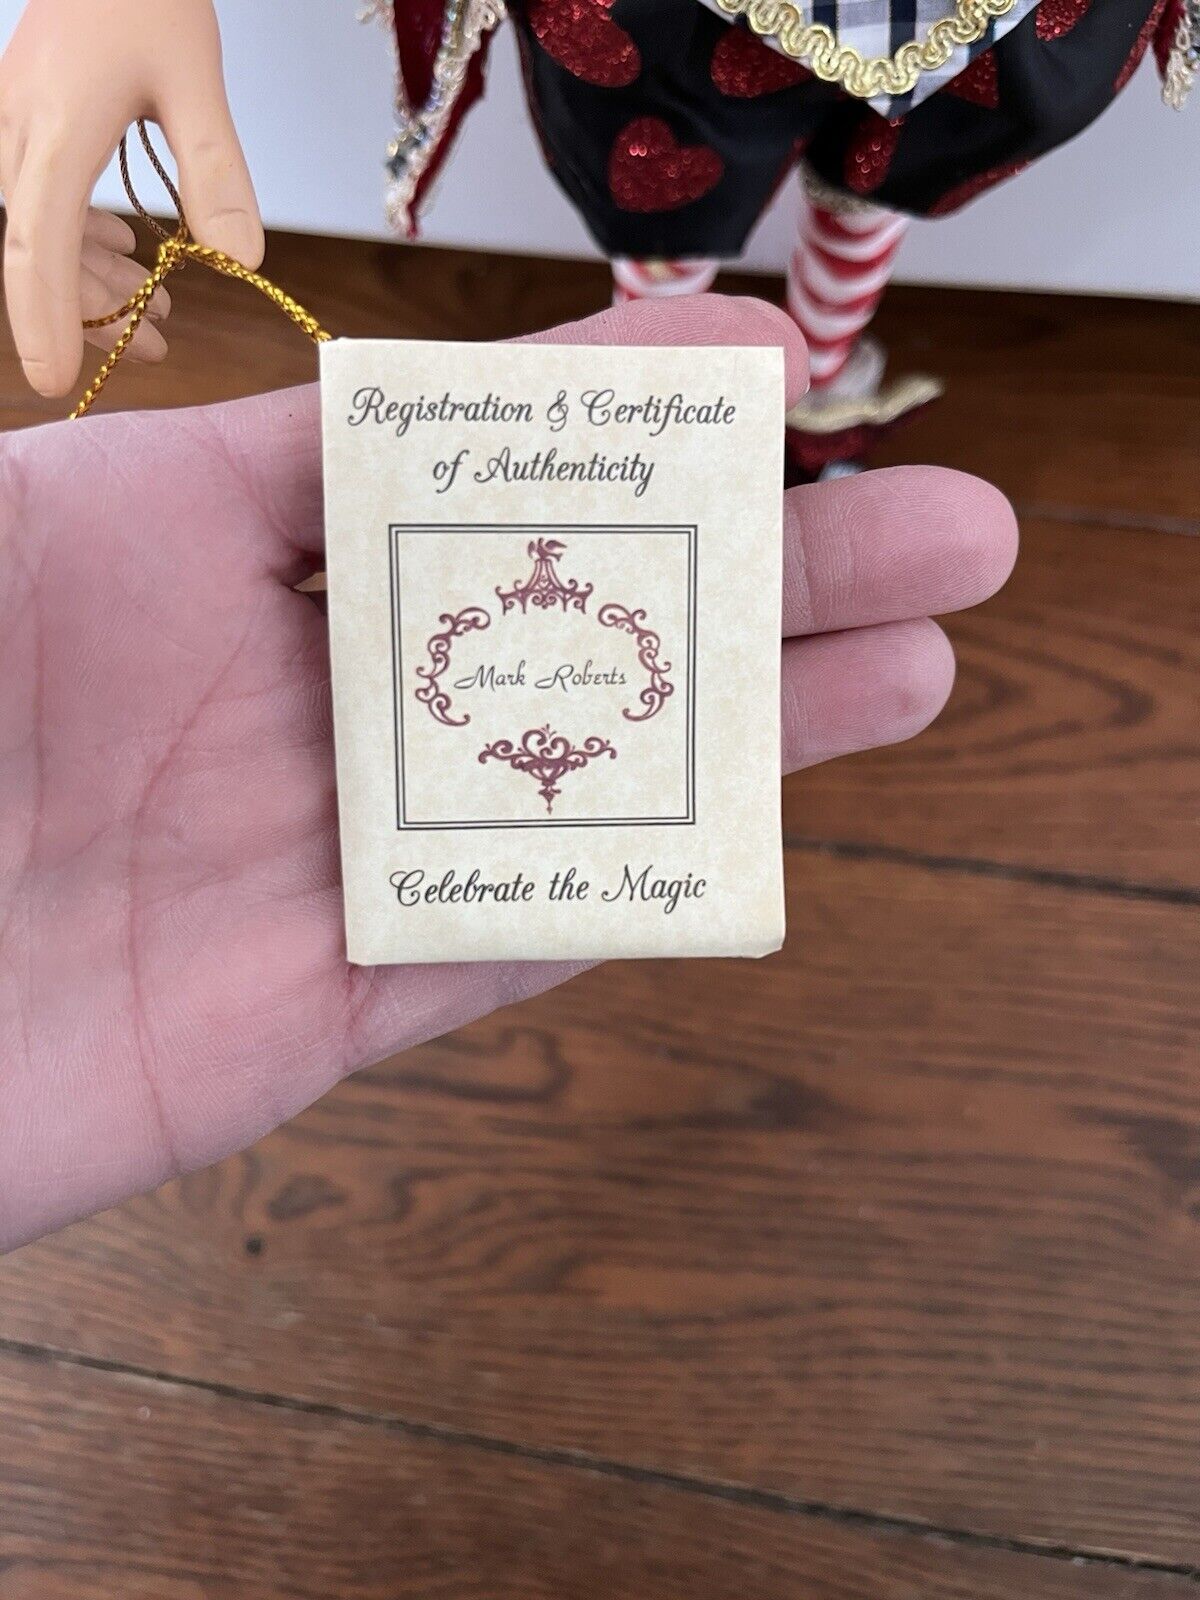 Registration & Certificate
of Authenticity
Mark Roberts
Celebrate the Magic